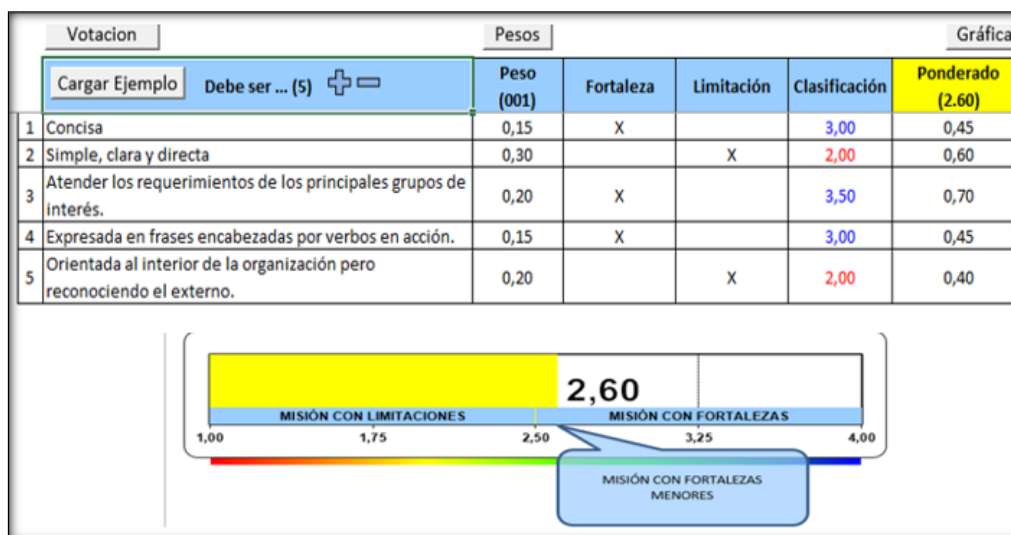 Votacion Pesos Gráfica
Cargar Ejemplo Debe ser ... (5) Peso (001) Fortaleza Limitación Clasificación Ponderado (2.60)
1 Concisa 0,15 X 3,00 0,45
2 Simple, clara y directa 0,30 X 2,00 0,60
3 Atender los requerimientos de los principales grupos de
interés. 0,20 X 3,50 0,70
4 Expresada en frases encabezadas por verbos en acción. 0,15 X 3,00 0,45
5 Orientada al interior de la organización pero
reconociendo el externo. 0,20 X 2,00 0,40
2,60
MISIÓN CON LIMITACIONES MISIÓN CON FORTALEZAS
1,00 1,75 2,50 3,25 4,00
MISIÓN CON FORTALEZAS
MENORES